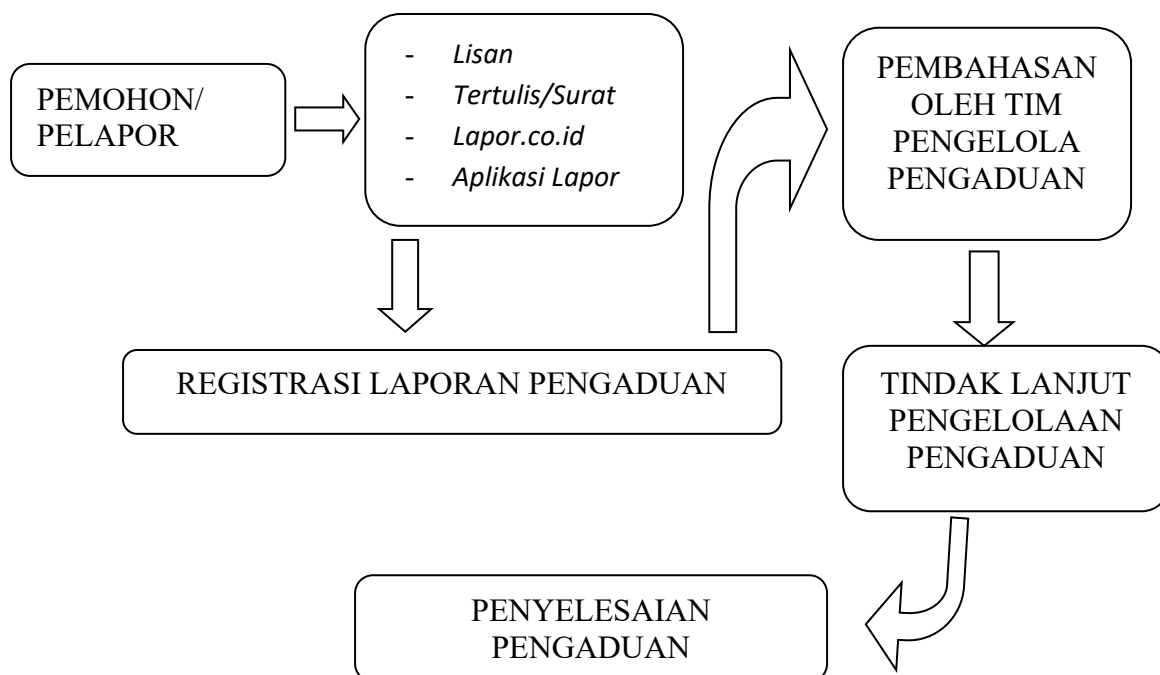 PEMOHON/
PELAPOR
- Lisan
- Tertulis/Surat
- Lapor.co.id
- Aplikasi Lapor
REGISTRASI LAPORAN PENGADUAN
PEMBAHASAN
OLEH TIM
PENGELOLA
PENGADUAN
TINDAK LANJUT
PENGELOLAAN
PENGADUAN
PENYELESAIAN
PENGADUAN